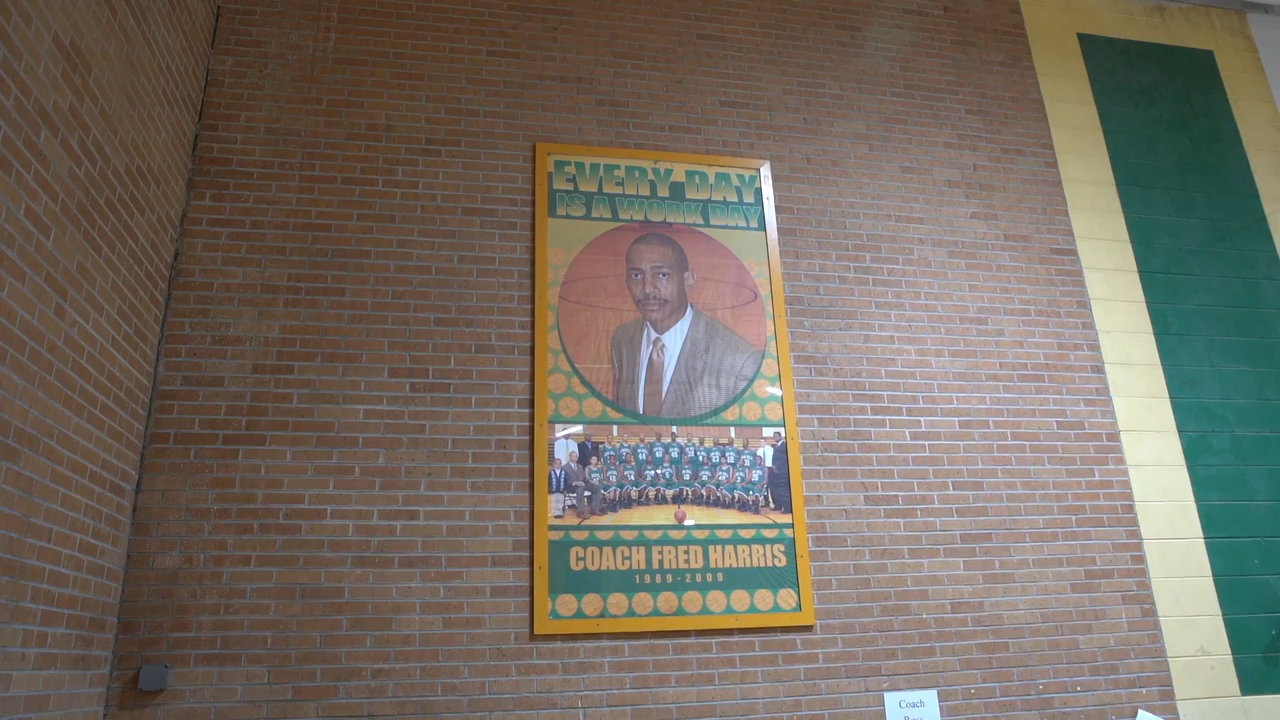 EVERY DAY
IS A WORK DAY
COACH FRED HARRIS
1989-2009
Coach